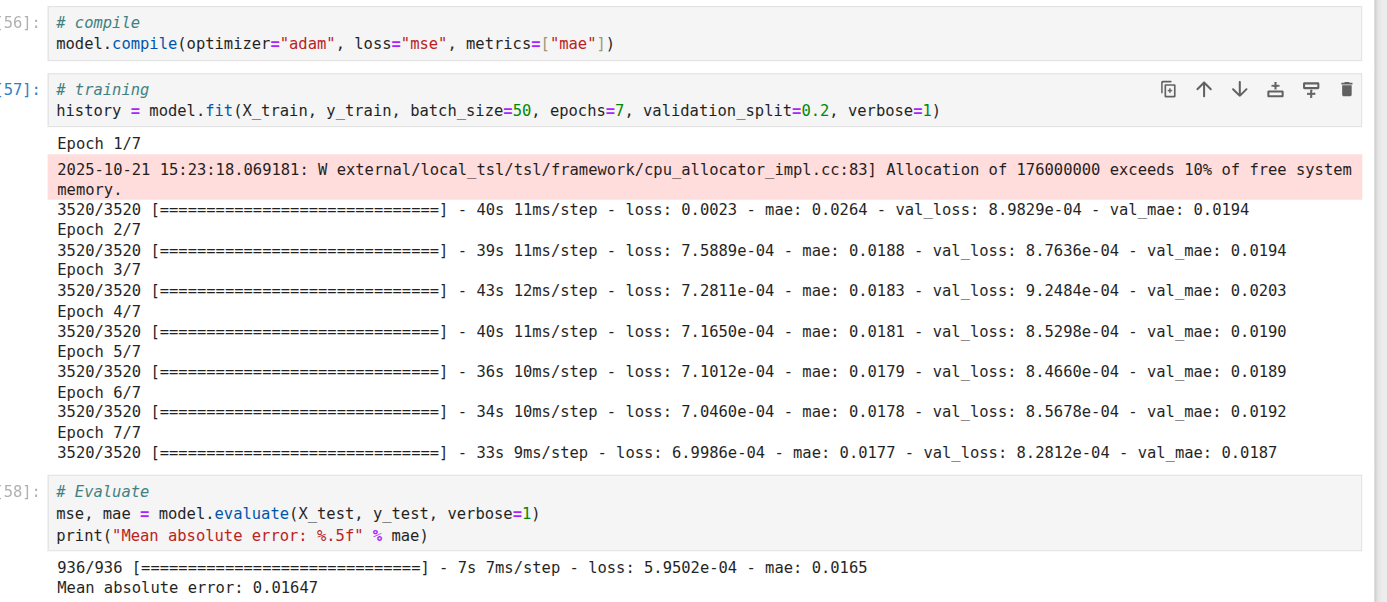 [56]:
# compile
model.compile(optimizer="adam", loss="mse", metrics=["mae"])
[57]:
# training
history = model.fit(X_train, y_train, batch_size=50, epochs=7, validation_split=0.2, verbose=1)
Epoch 1/7
2025-10-21 15:23:18.069181: W external/local_tsl/tsl/framework/cpu_allocator_impl.cc:83] Allocation of 176000000 exceeds 10% of free system
memory.
3520/3520 [==============================] - 40s 11ms/step - loss: 0.0023 - mae: 0.0264 - val_loss: 8.9829e-04 - val_mae: 0.0194
Epoch 2/7
3520/3520 [==============================] - 39s 11ms/step - loss: 7.5889e-04 - mae: 0.0188 - val_loss: 8.7636e-04 - val_mae: 0.0194
Epoch 3/7
3520/3520 [==============================] - 43s 12ms/step - loss: 7.2811e-04 - mae: 0.0183 - val_loss: 9.2484e-04 - val_mae: 0.0203
Epoch 4/7
3520/3520 [==============================] - 40s 11ms/step - loss: 7.1650e-04 - mae: 0.0181 - val_loss: 8.5298e-04 - val_mae: 0.0190
Epoch 5/7
3520/3520 [==============================] - 36s 10ms/step - loss: 7.1012e-04 - mae: 0.0179 - val_loss: 8.4660e-04 - val_mae: 0.0189
Epoch 6/7
3520/3520 [==============================] - 34s 10ms/step - loss: 7.0460e-04 - mae: 0.0178 - val_loss: 8.5678e-04 - val_mae: 0.0192
Epoch 7/7
3520/3520 [==============================] - 33s 9ms/step - loss: 6.9986e-04 - mae: 0.0177 - val_loss: 8.2812e-04 - val_mae: 0.0187
[58]:
# Evaluate
mse, mae = model.evaluate(X_test, y_test, verbose=1)
print("Mean absolute error: %.5f" % mae)
936/936 [==============================] - 7s 7ms/step - loss: 5.9502e-04 - mae: 0.0165
Mean absolute error: 0.01647